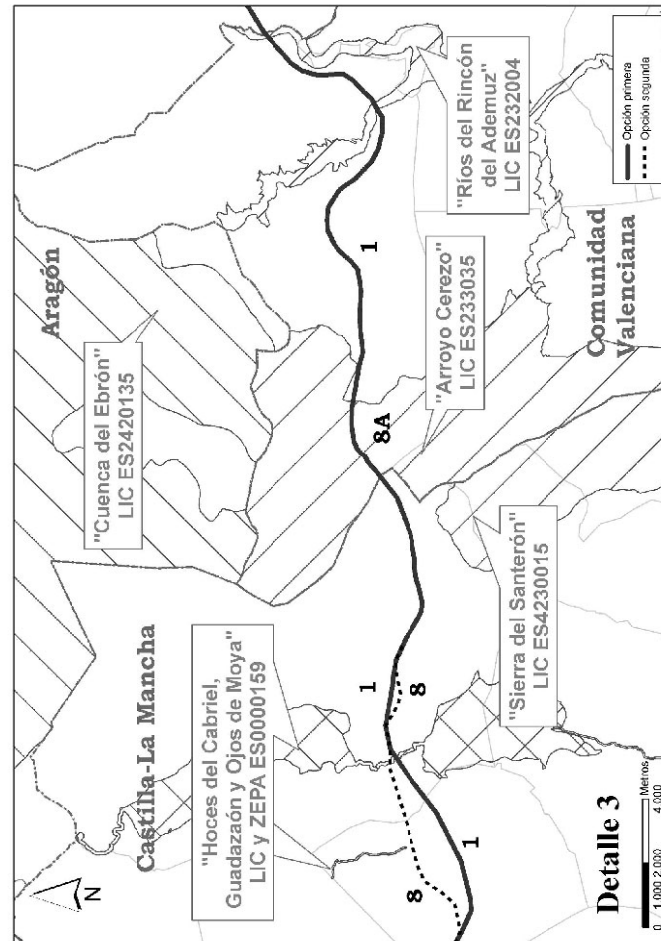 Aragón
"Cuenca del Ebrón"
LIC ES2420135
Castilla-La Mancha
"Hoces del Cabriel,
Guadazaón y Ojos de Moya"
LIC y ZEPA ES0000159
N
8
1
1
8
8A
1
"Arroyo Cerezo"
LIC ES233035
"Ríos del Rincón
del Ademuz"
LIC ES232004
"Sierra del Santerón"
LIC ES4230015
Comunidad
Valenciana
Opción primera
Opción segunda
Detalle 3
0 1.000 2.000 4.000
Metros